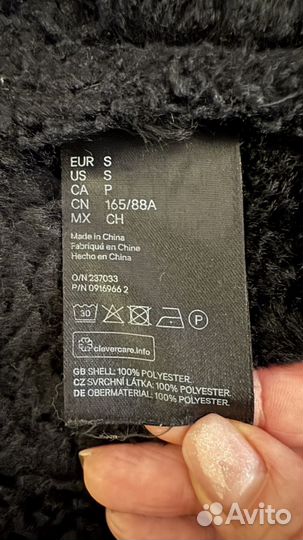 EUR S
US S
CA P
CN 165/88A
MX CH
Made in China
Fabriqué en Chine
Hecho en China
O/N 237033
P/N 0916966 2
30 P
clevercare.info
GB SHELL: 100% POLYESTER.
CZ SVRCHNÍ LÁTKA: 100% POLYESTER.
DE OBERMATERIAL: 100% POLYESTER.
Avito